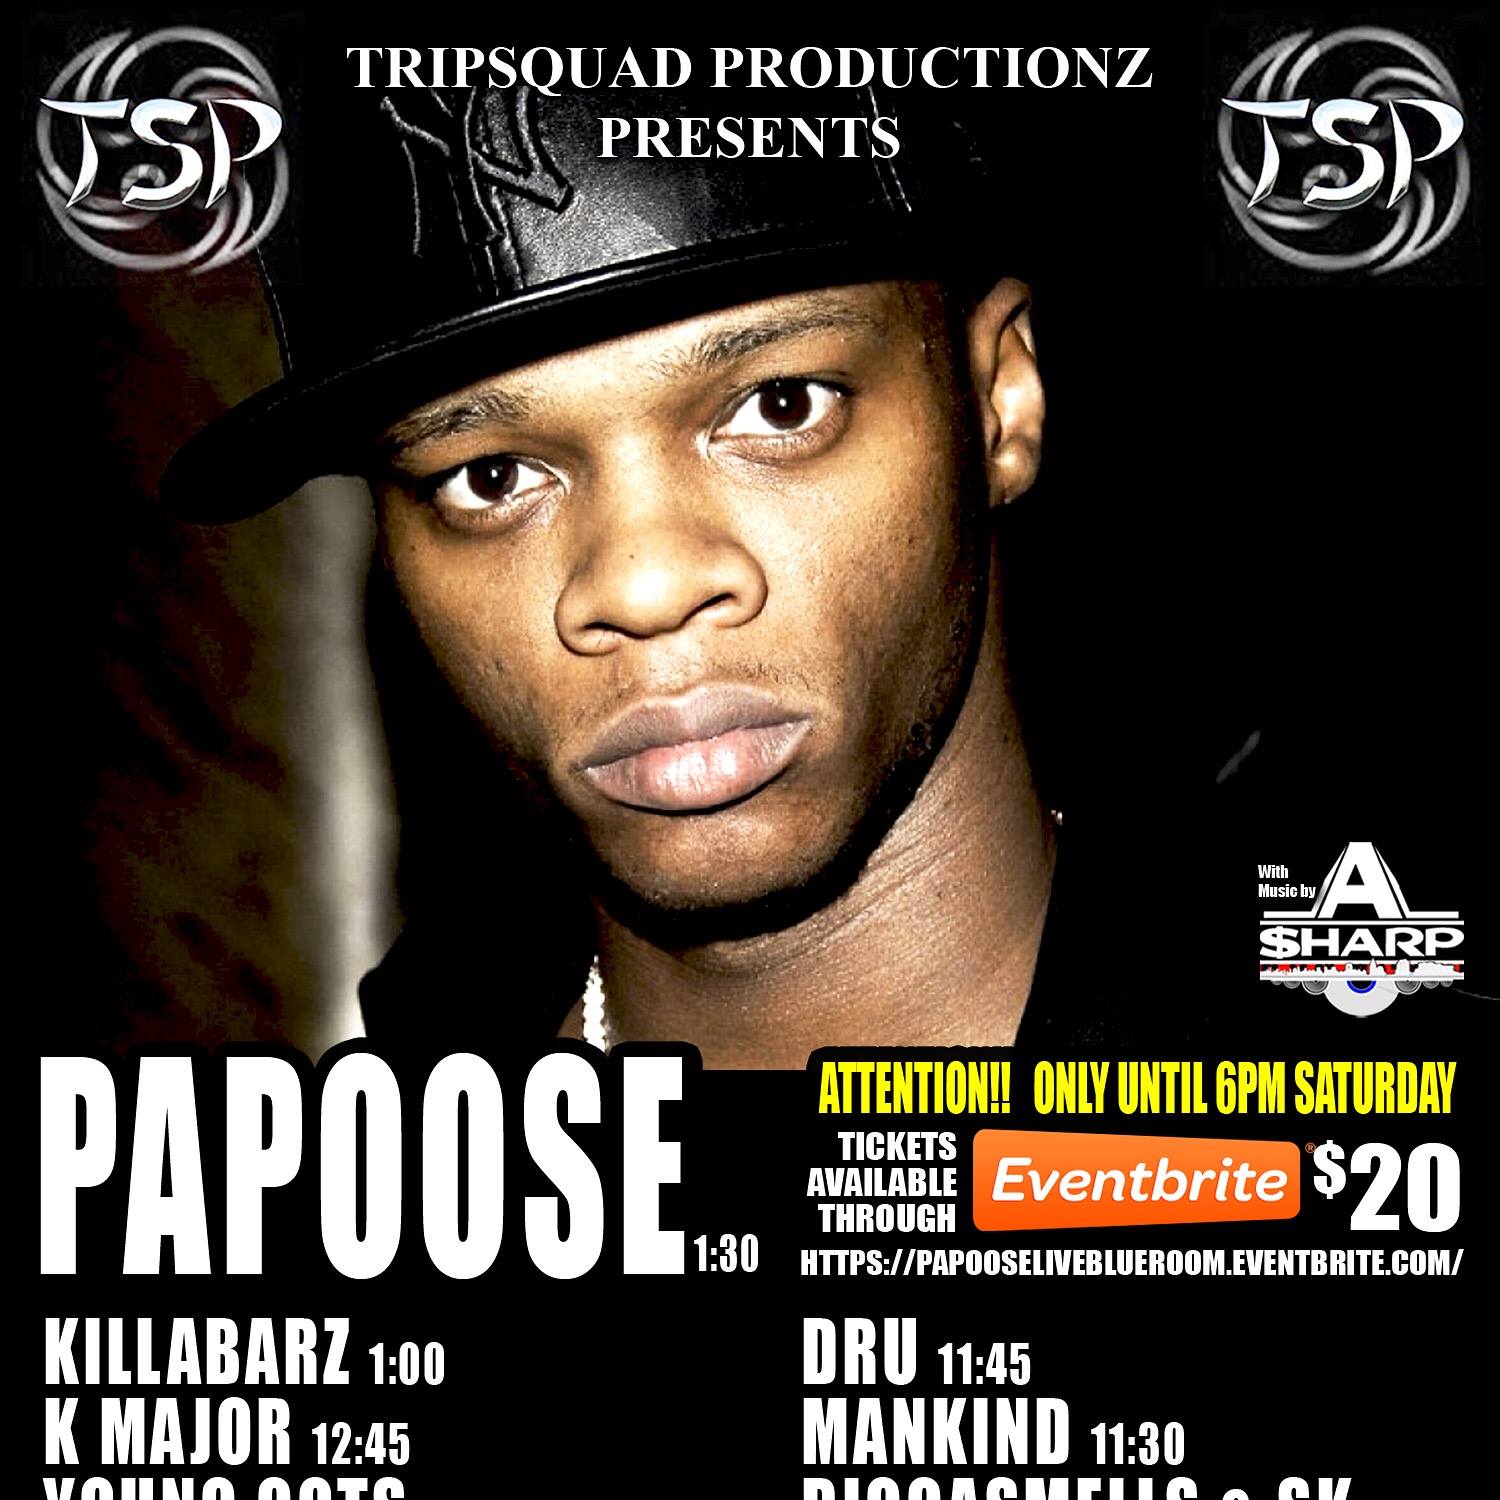 TSP
TRIPSQUAD PRODUCTIONZ
PRESENTS
TSP
NY
With
Music by
A
$HARP
PAPOOSE 1:30
ATTENTION!! ONLY UNTIL 6PM SATURDAY
TICKETS
AVAILABLE
THROUGH
Eventbrite® $20
HTTPS://PAPOOSELIVEBLUEROOM.EVENTBRITE.COM/
KILLABARZ 1:00
K MAJOR 12:45
DRU 11:45
MANKIND 11:30